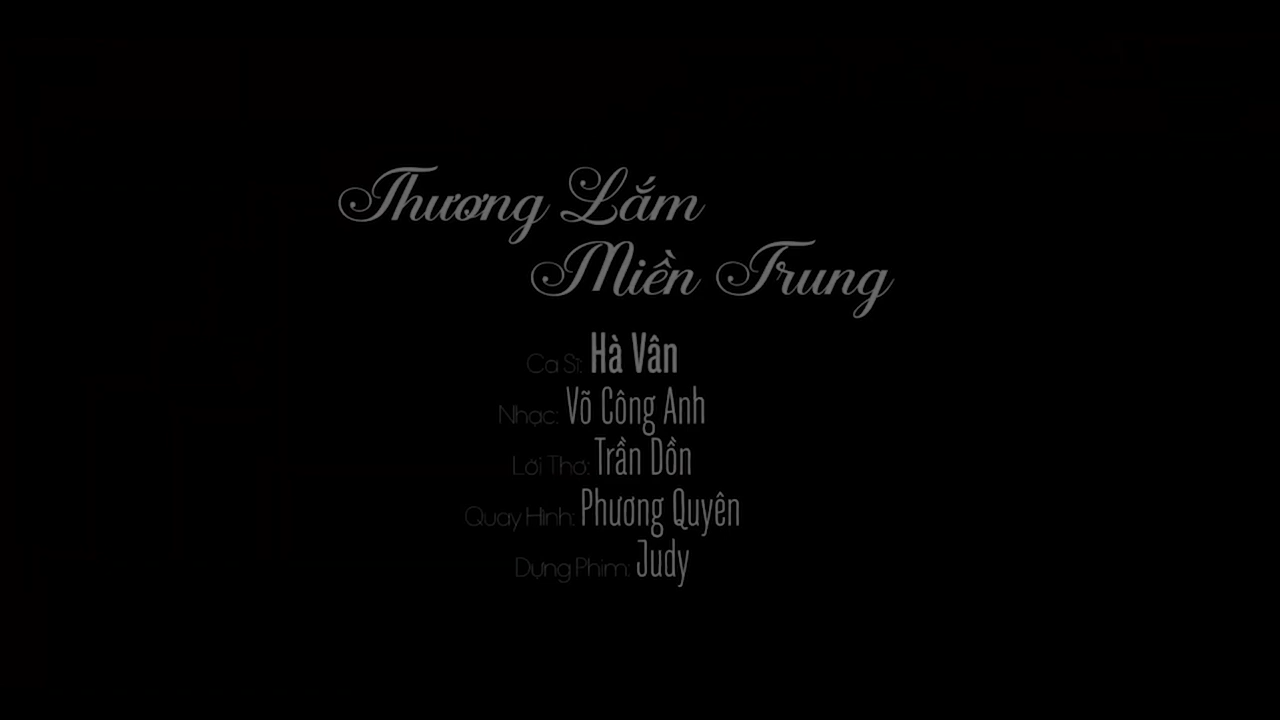 Thương Lắm
Miền Trung
Ca Sĩ: Hà Vân
Nhạc: Võ Công Anh
Lời Thơ: Trần Dồn
Quay Hình: Phương Quyên
Dựng Phim: Judy